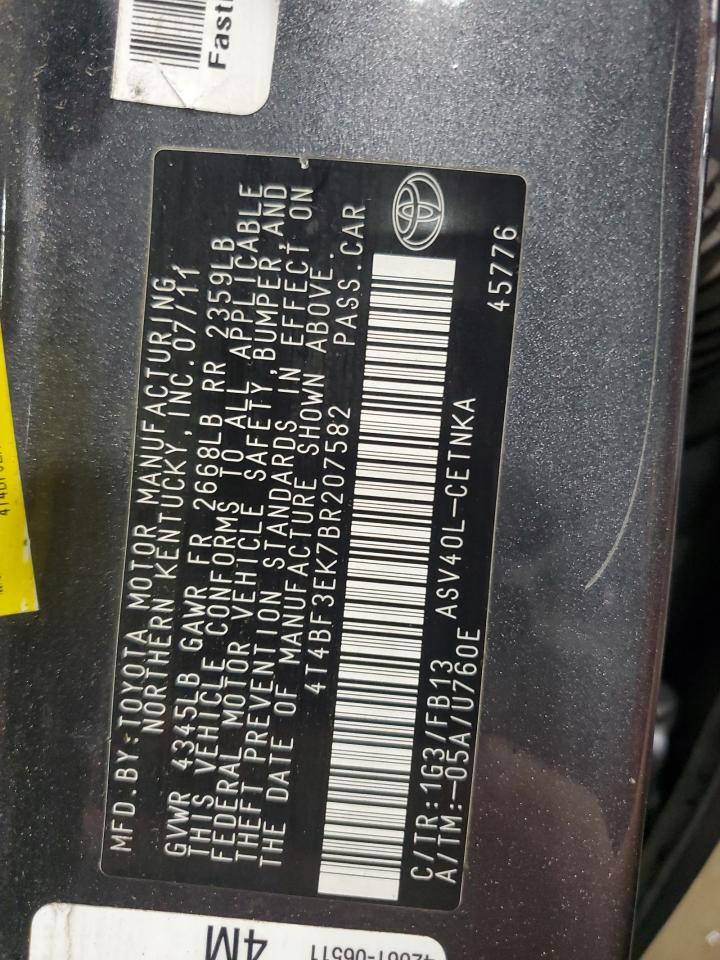 MFD.BY:TOYOTA MOTOR MANUFACTURING,
NORTHERN KENTUCKY, INC.07/11
GVWR 4345LB GAWR FR 2668LB RR 2359LB
THIS VEHICLE CONFORMS TO ALL APPLICABLE
FEDERAL MOTOR VEHICLE SAFETY,BUMPER,AND
THEFT PREVENTION STANDARDS IN EFFECT ON
THE DATE OF MANUFACTURE SHOWN ABOVE.
4T4BF3EK7BR207582 PASS.CAR
C/TR:1G3/FB13 ASV40L-CETNKA
A/TM:-05A/U760E 45776
4M